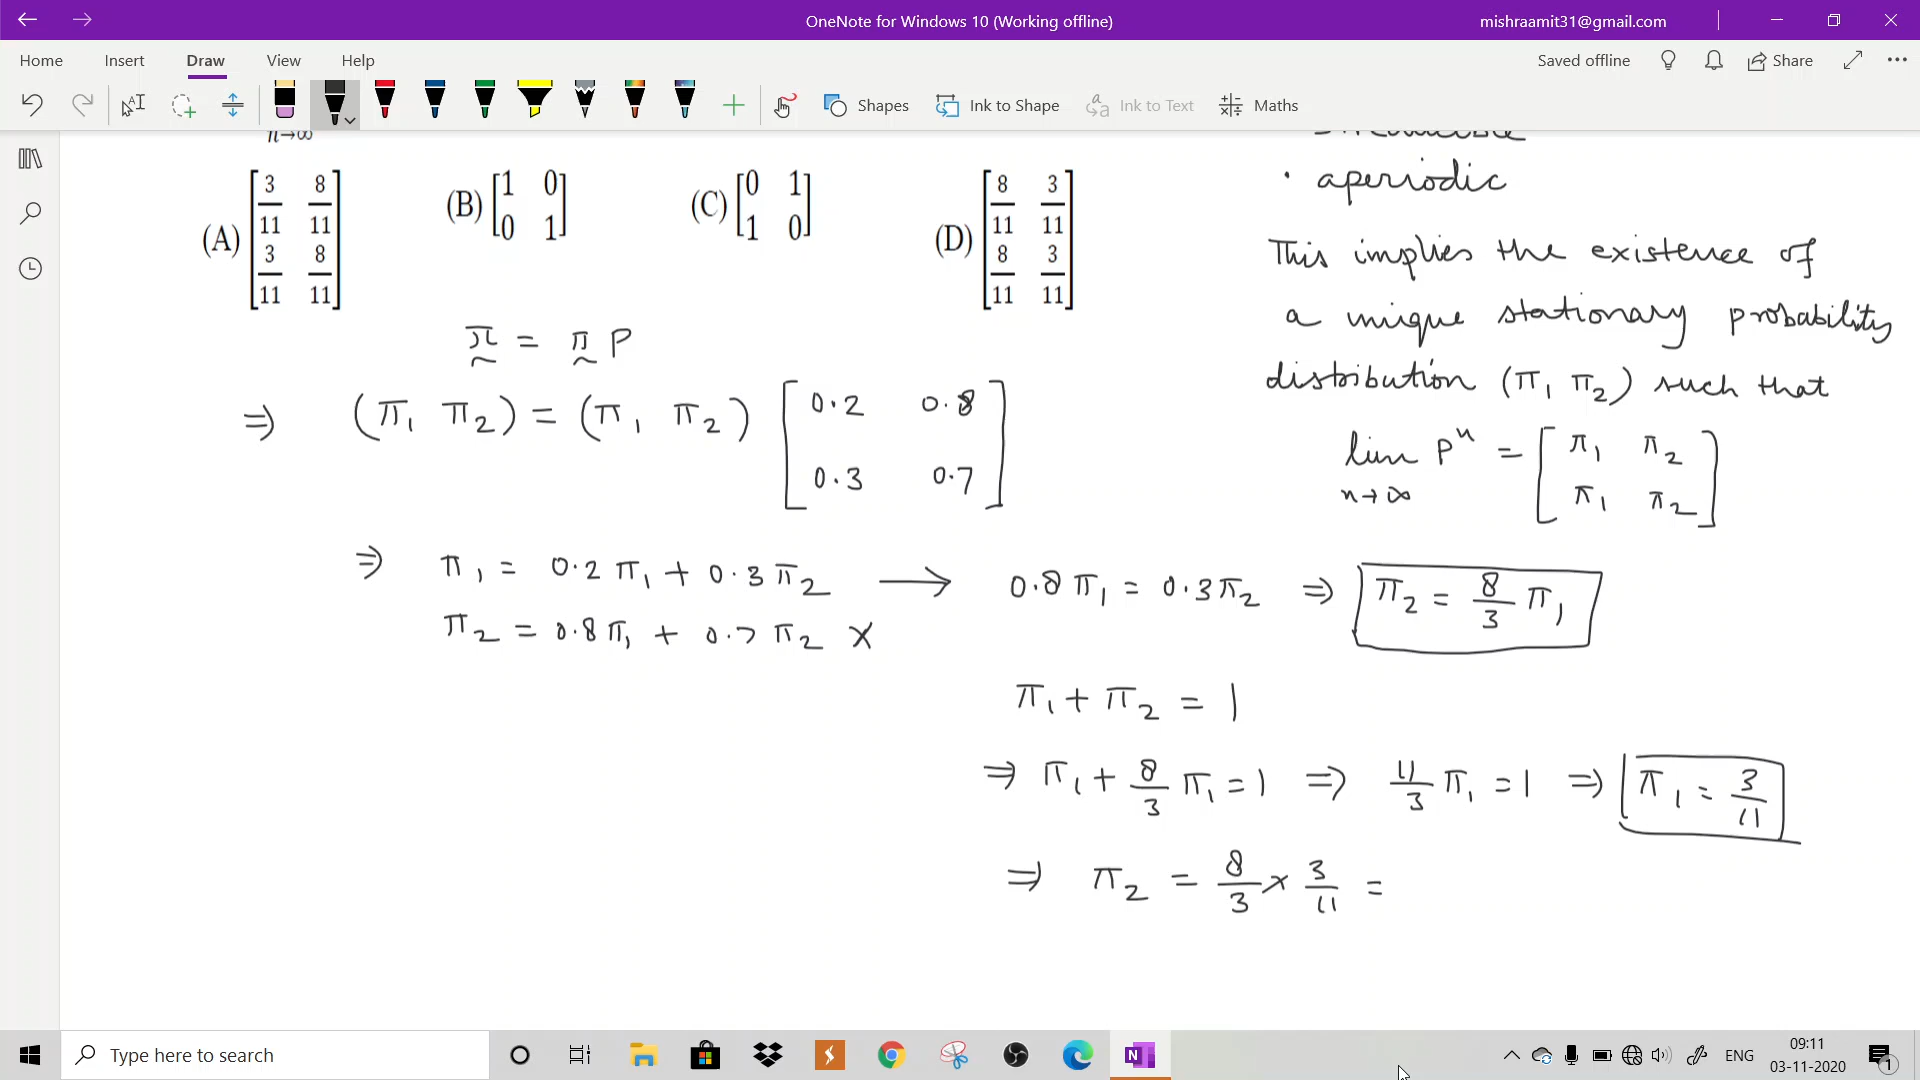 OneNote for Windows 10 (Working offline)
mishraamit31@gmail.com
Home Insert Draw View Help
Saved offline Share
Shapes Ink to Shape Ink to Text Maths
n→∞
(A) [3/11 8/11
3/11 8/11]
(B) [1 0
0 1]
(C) [0 1
1 0]
(D) [8/11 3/11
8/11 3/11]
π = π P
⇒ (π₁ π₂) = (π₁ π₂) [0.2 0.8
0.3 0.7]
⇒ π₁ = 0.2 π₁ + 0.3 π₂ → 0.8 π₁ = 0.3 π₂ ⇒ π₂ = 8/3 π₁
π₂ = 0.8 π₁ + 0.7 π₂ ×
· aperiodic
This implies the existence of
a unique stationary probability
distribution (π₁ π₂) such that
lim n→∞ Pⁿ = [π₁ π₂
π₁ π₂]
π₁ + π₂ = 1
⇒ π₁ + 8/3 π₁ = 1 ⇒ 11/3 π₁ = 1 ⇒ π₁ = 3/11
⇒ π₂ = 8/3 × 3/11 =
Type here to search
ENG
09:11
03-11-2020
1